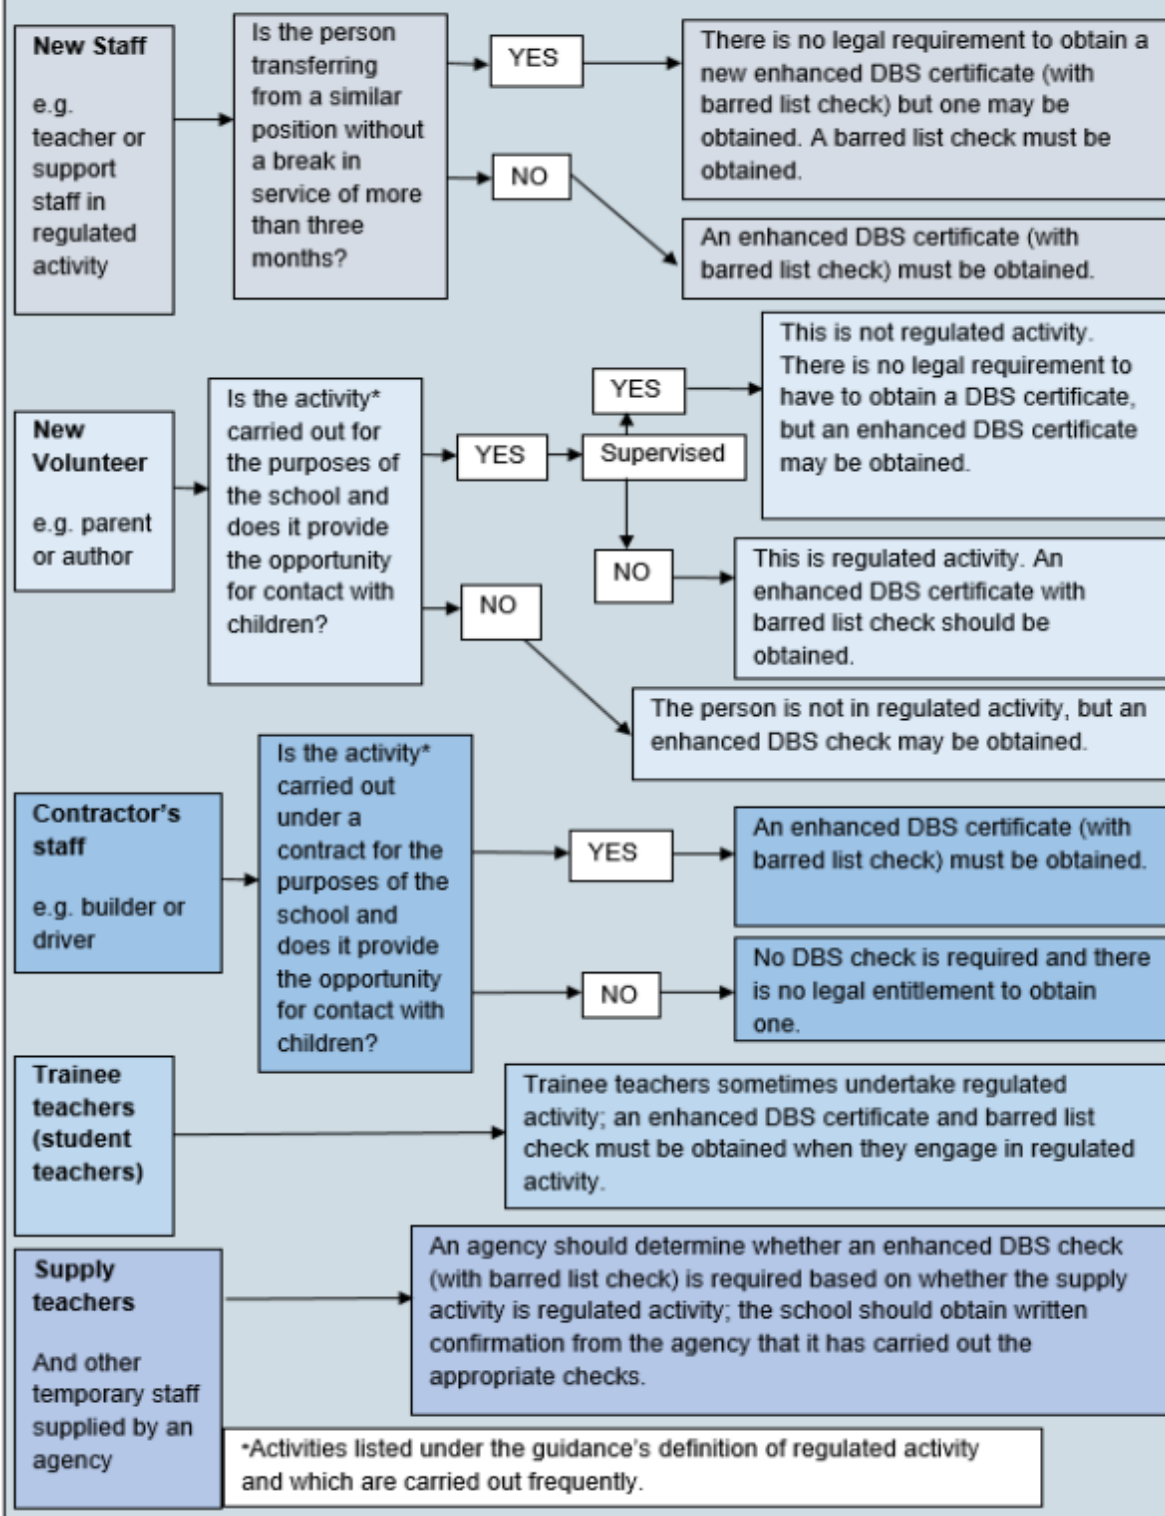 New Staff
e.g.
teacher or
support
staff in
regulated
activity
Is the person
transferring
from a similar
position without
a break in
service of more
than three
months?
YES
There is no legal requirement to obtain a
new enhanced DBS certificate (with
barred list check) but one may be
obtained. A barred list check must be
obtained.
NO
An enhanced DBS certificate (with
barred list check) must be obtained.
New
Volunteer
e.g. parent
or author
Is the activity*
carried out for
the purposes of
the school and
does it provide
the opportunity
for contact with
children?
YES
Supervised
YES
This is not regulated activity.
There is no legal requirement to
have to obtain a DBS certificate,
but an enhanced DBS certificate
may be obtained.
NO
This is regulated activity. An
enhanced DBS certificate with
barred list check should be
obtained.
NO
The person is not in regulated activity, but an
enhanced DBS check may be obtained.
Contractor's
staff
e.g. builder or
driver
Is the activity*
carried out
under a
contract for the
purposes of the
school and
does it provide
the opportunity
for contact with
children?
YES
An enhanced DBS certificate (with
barred list check) must be obtained.
NO
No DBS check is required and there
is no legal entitlement to obtain
one.
Trainee
teachers
(student
teachers)
Trainee teachers sometimes undertake regulated
activity; an enhanced DBS certificate and barred list
check must be obtained when they engage in regulated
activity.
Supply
teachers
And other
temporary staff
supplied by an
agency
An agency should determine whether an enhanced DBS check
(with barred list check) is required based on whether the supply
activity is regulated activity; the school should obtain written
confirmation from the agency that it has carried out the
appropriate checks.
*Activities listed under the guidance's definition of regulated activity
and which are carried out frequently.